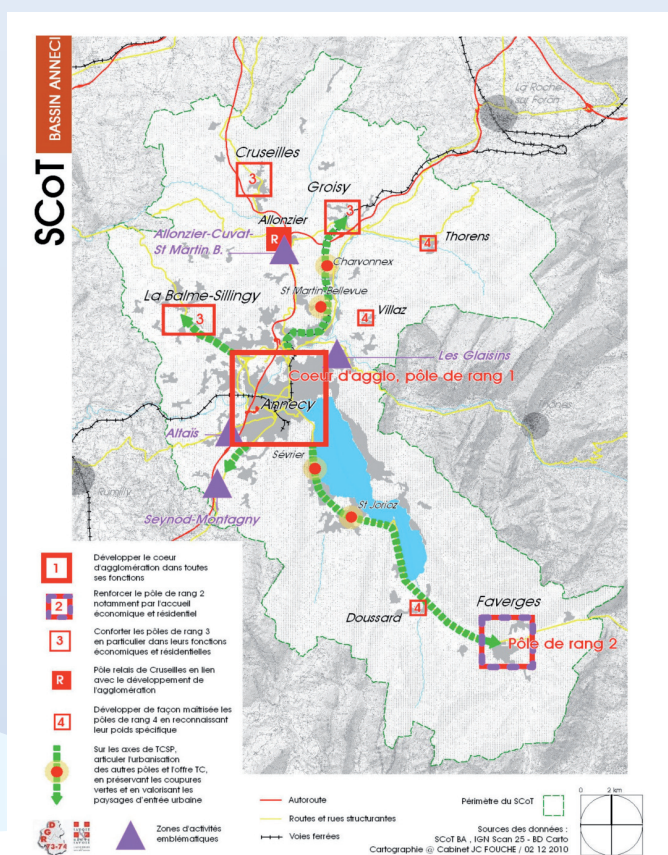 SCoT
BASSIN ANNECI
La Roche
sur Foron
Cruseilles
3
Groisy
3
Allonzier
R
Allonzier-Cuvat-
St Martin B.
4
Thorens
Charvonnex
St Martin-Bellevue
La Balme-Sillingy
3
4
Villaz
Les Glaisins
Coeur d'agglo, pôle de rang 1
Annecy
Altaïs
Sévrier
Rumilly
Seynod-Montagny
St Jorioz
4
Doussard
Faverges
Pôle de rang 2
1
Développer le coeur
d'agglomération dans toutes
ses fonctions
2
Renforcer le pôle de rang 2
notamment par l'accueil
économique et résidentiel
3
Conforter les pôles de rang 3
en particulier dans leurs fonctions
économiques et résidentielles
R
Pôle relais de Cruseilles en lien
avec le développement de
l'agglomération
4
Développer de façon maîtrisée les
pôles de rang 4 en reconnaissant
leur poids spécifique
Sur les axes de TCSP,
articuler l'urbanisation
des autres pôles et l'offre TC,
en préservant les coupures
vertes et en valorisant les
paysages d'entrée urbaine
Zones d'activités
emblématiques
Autoroute
Routes et rues structurantes
Voies ferrées
Périmètre du SCoT
0 2 km
Sources des données :
SCoT BA , IGN Scan 25 - BD Carto
Cartographie @ Cabinet JC FOUCHE / 02 12 2010
DGR
73-74